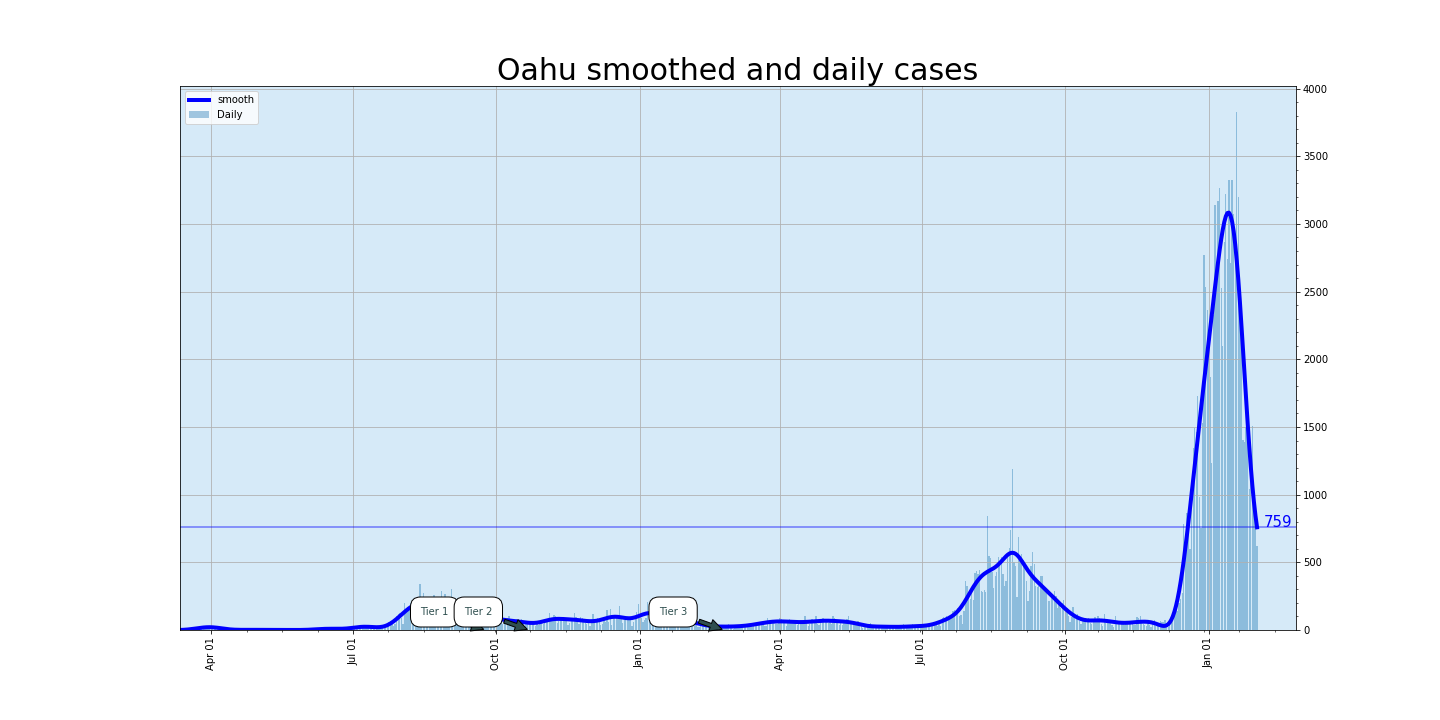 Oahu smoothed and daily cases
smooth
Daily
4000
3500
3000
2500
2000
1500
1000
500
0
759
Tier 1
Tier 2
Tier 3
Apr 01
Jul 01
Oct 01
Jan 01
Apr 01
Jul 01
Oct 01
Jan 01